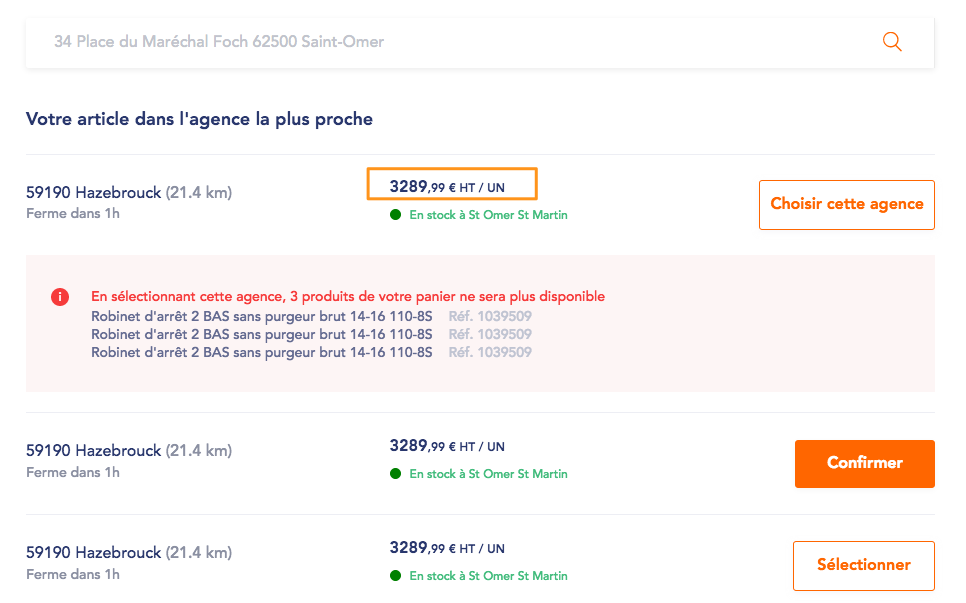 34 Place du Maréchal Foch 62500 Saint-Omer
Votre article dans l'agence la plus proche
59190 Hazebrouck (21.4 km)
Ferme dans 1h
3289,99 € HT / UN
En stock à St Omer St Martin
Choisir cette agence
i
En sélectionnant cette agence, 3 produits de votre panier ne sera plus disponible
Robinet d'arrêt 2 BAS sans purgeur brut 14-16 110-8S Réf. 1039509
Robinet d'arrêt 2 BAS sans purgeur brut 14-16 110-8S Réf. 1039509
Robinet d'arrêt 2 BAS sans purgeur brut 14-16 110-8S Réf. 1039509
59190 Hazebrouck (21.4 km)
Ferme dans 1h
3289,99 € HT / UN
En stock à St Omer St Martin
Confirmer
59190 Hazebrouck (21.4 km)
Ferme dans 1h
3289,99 € HT / UN
En stock à St Omer St Martin
Sélectionner